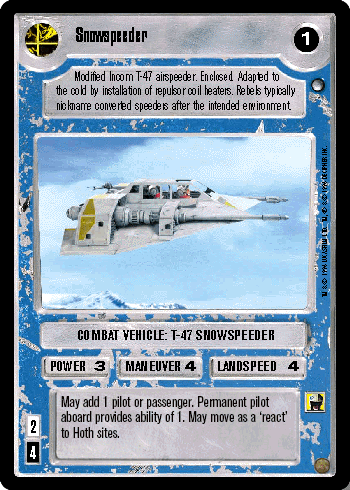 Snowspeeder
1
Modified Incom T-47 airspeeder. Enclosed. Adapted to
the cold by installation of repulsor coil heaters. Rebels typically
nickname converted speeders after the intended environment.
COMBAT VEHICLE: T-47 SNOWSPEEDER
POWER 3 MANEUVER 4 LANDSPEED 4
May add 1 pilot or passenger. Permanent pilot
aboard provides ability of 1. May move as a ‘react’
to Hoth sites.
2
4